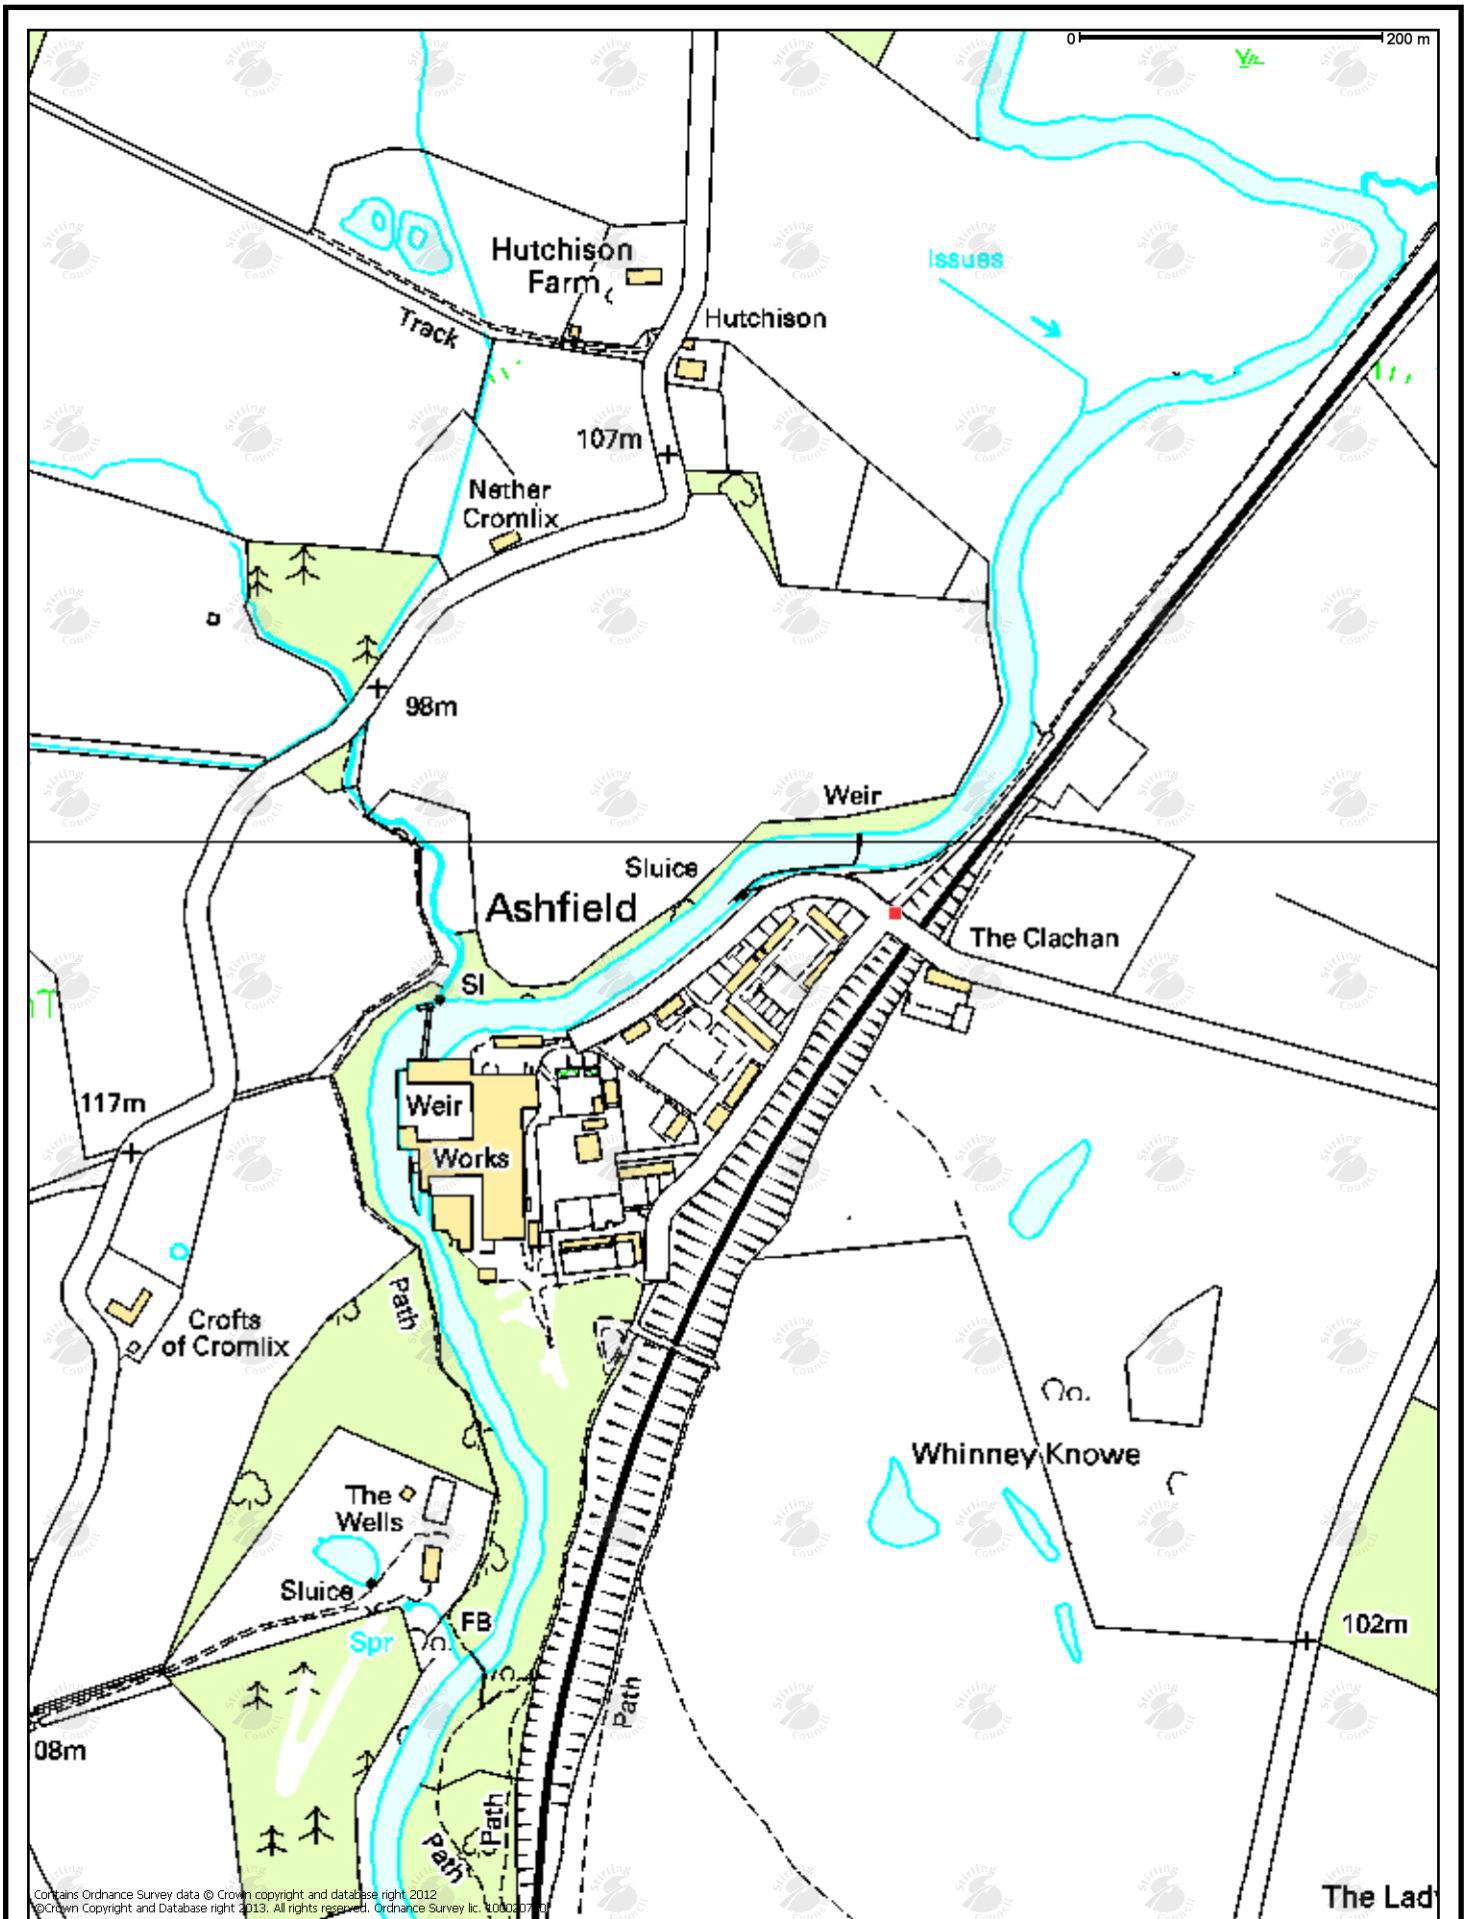 0 200 m
Hutchison
Farm
Issues
Track
Hutchison
107m
Nether
Cromlix
98m
Weir
Sluice
Ashfield
The Clachan
Sl
117m
Weir
Works
Path
Crofts
of Cromlix
Whinney Knowe
The
Wells
Sluice
FB
Spr
102m
Path
08m
Path
Path
The Lad
Contains Ordnance Survey data © Crown copyright and database right 2012
©Crown Copyright and Database right 2013. All rights reserved. Ordnance Survey lic.
Stirling
Council